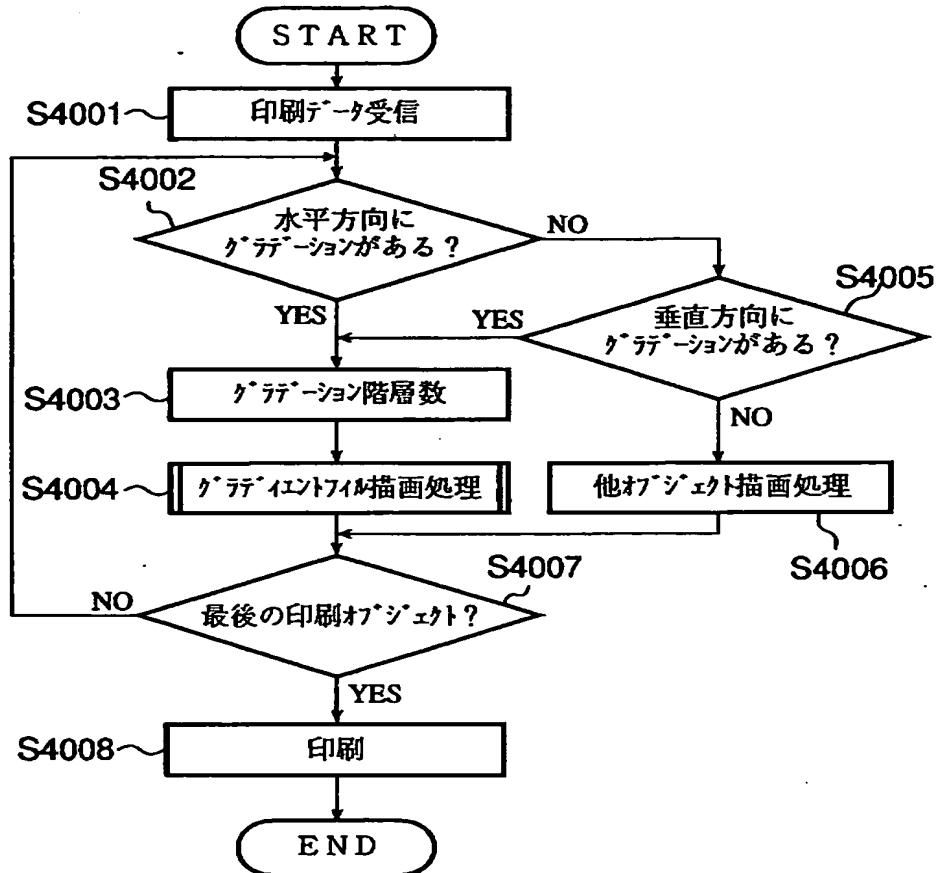 START
S4001
印刷ﾃﾞｰﾀ受信
S4002
水平方向に
ｸﾞﾗﾃﾞｰｼｮﾝがある?
NO
YES
S4005
垂直方向に
ｸﾞﾗﾃﾞｰｼｮﾝがある?
YES
NO
S4003
ｸﾞﾗﾃﾞｰｼｮﾝ階層数
S4004
ｸﾞﾗﾃﾞｨｴﾝﾄﾌｨﾙ描画処理
他ｵﾌﾞｼﾞｪｸﾄ描画処理
S4006
S4007
最後の印刷ｵﾌﾞｼﾞｪｸﾄ?
NO
YES
S4008
印刷
END